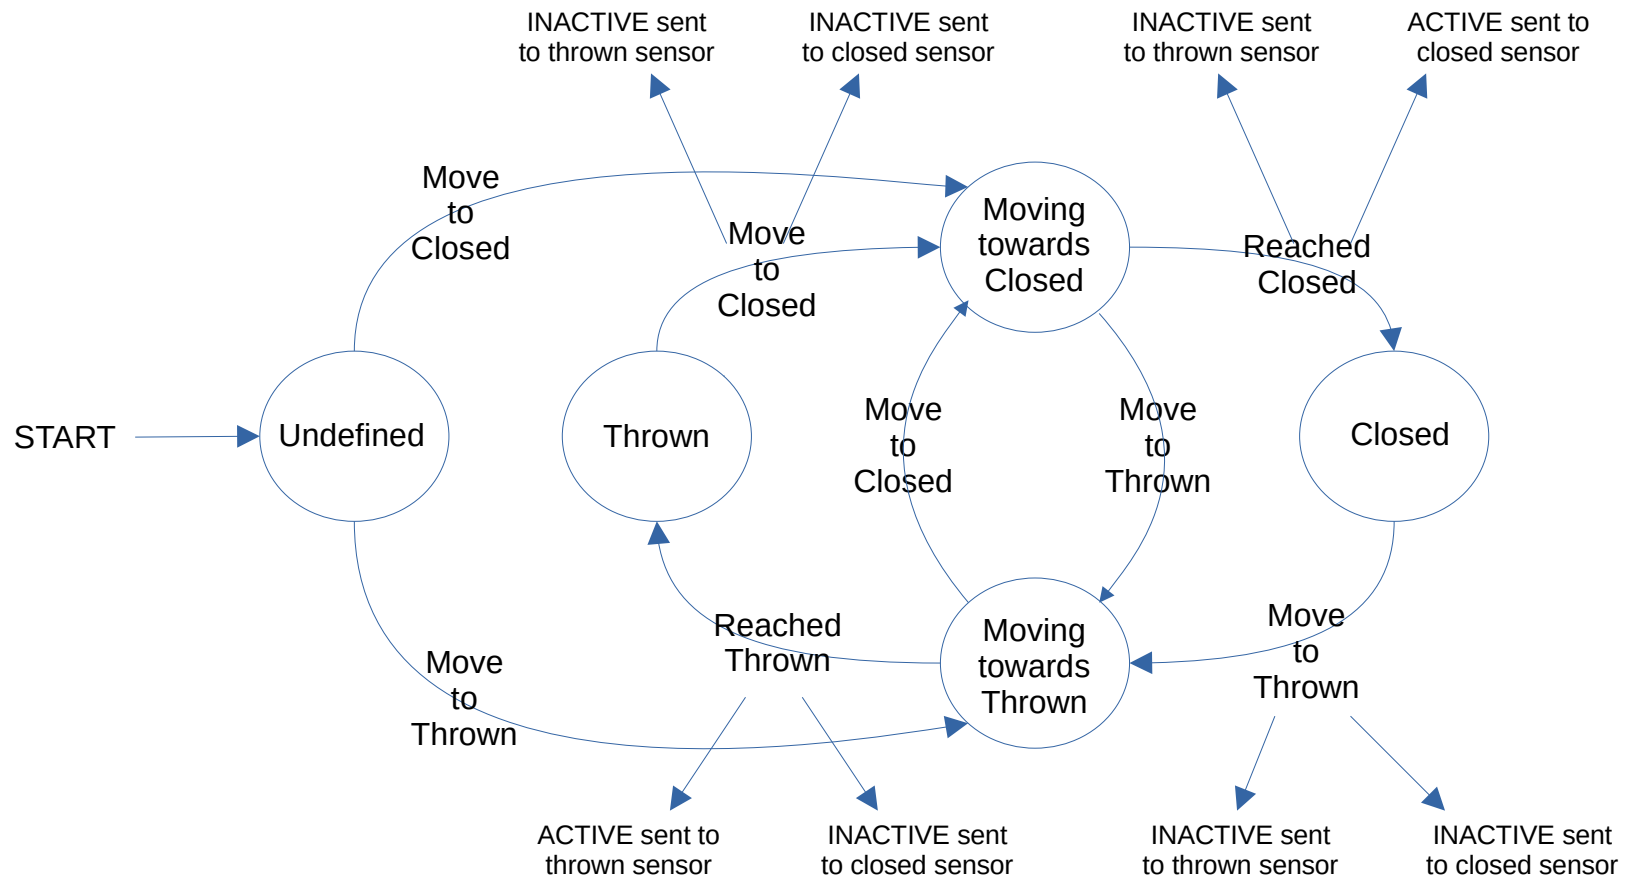 INACTIVE sent
to thrown sensor
INACTIVE sent
to closed sensor
INACTIVE sent
to thrown sensor
ACTIVE sent to
closed sensor
Move
to
Closed
Move
to
Closed
Moving
towards
Closed
Reached
Closed
START
Undefined
Thrown
Move
to
Closed
Move
to
Thrown
Closed
Move
to
Thrown
Reached
Thrown
Moving
towards
Thrown
Move
to
Thrown
ACTIVE sent to
thrown sensor
INACTIVE sent
to closed sensor
INACTIVE sent
to thrown sensor
INACTIVE sent
to closed sensor